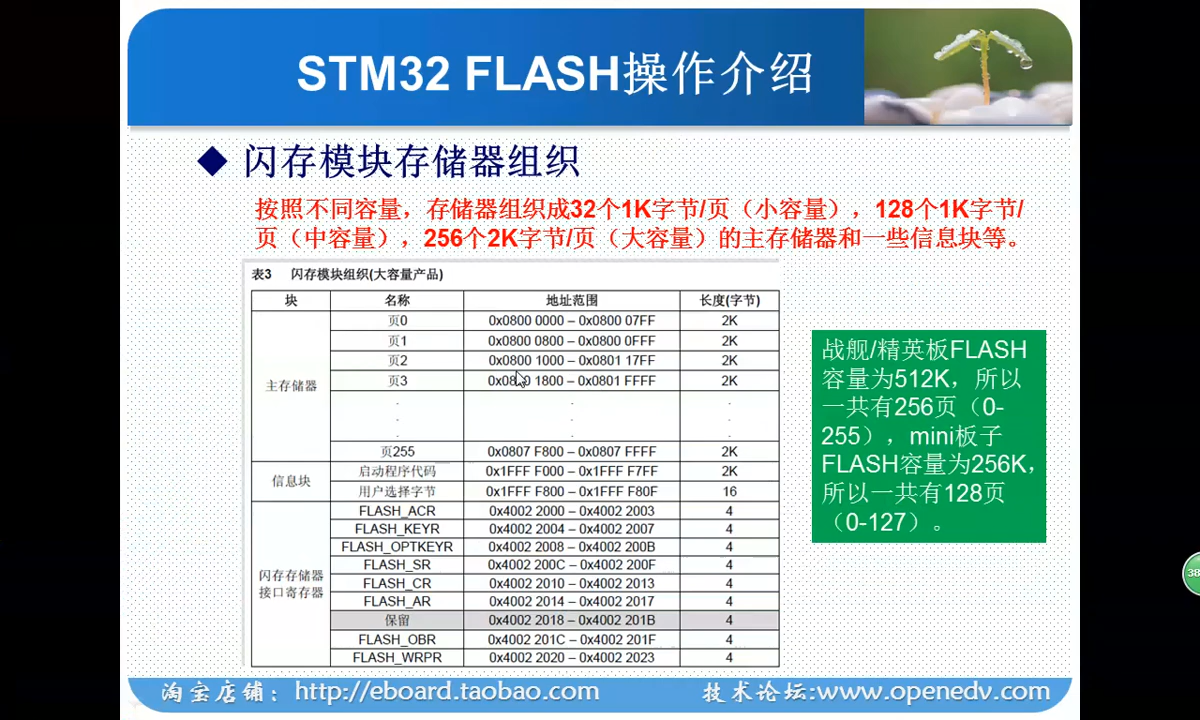 STM32 FLASH操作介绍
◆ 闪存模块存储器组织
按照不同容量，存储器组织成32个1K字节/页（小容量），128个1K字节/
页（中容量），256个2K字节/页（大容量）的主存储器和一些信息块等。
表3 闪存模块组织(大容量产品)
块 名称 地址范围 长度(字节)
页0 0x0800 0000 – 0x0800 07FF 2K
页1 0x0800 0800 – 0x0800 0FFF 2K
页2 0x0800 1000 – 0x0801 17FF 2K
主存储器
页3 0x0800 1800 – 0x0801 FFFF 2K
. . .
. . .
. . .
页255 0x0807 F800 – 0x0807 FFFF 2K
信息块
启动程序代码 0x1FFF F000 – 0x1FFF F7FF 2K
用户选择字节 0x1FFF F800 – 0x1FFF F80F 16
闪存存储器
接口寄存器
FLASH_ACR 0x4002 2000 – 0x4002 2003 4
FLASH_KEYR 0x4002 2004 – 0x4002 2007 4
FLASH_OPTKEYR 0x4002 2008 – 0x4002 200B 4
FLASH_SR 0x4002 200C – 0x4002 200F 4
FLASH_CR 0x4002 2010 – 0x4002 2013 4
FLASH_AR 0x4002 2014 – 0x4002 2017 4
保留 0x4002 2018 – 0x4002 201B 4
FLASH_OBR 0x4002 201C – 0x4002 201F 4
FLASH_WRPR 0x4002 2020 – 0x4002 2023 4
战舰/精英板FLASH
容量为512K，所以
一共有256页（0-
255），mini板子
FLASH容量为256K，
所以一共有128页
（0-127）。
38
淘宝店铺：http://eboard.taobao.com
技术论坛:www.openedv.com